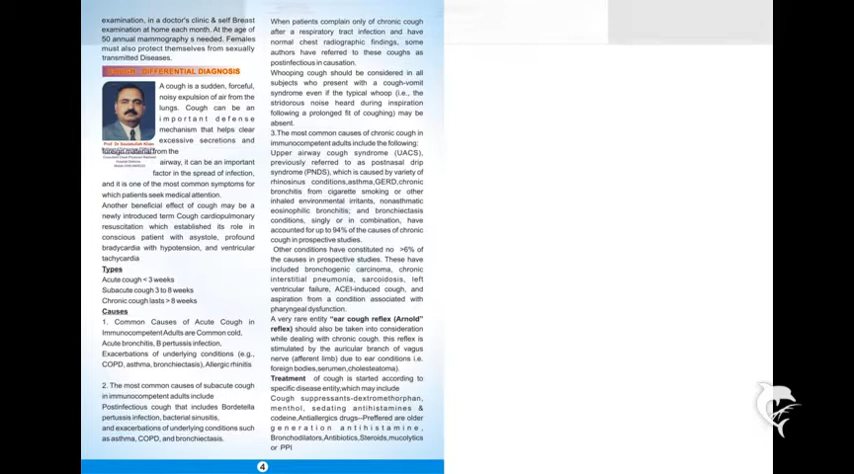 examination, in a doctor's clinic & self Breast
examination at home each month. At the age of
50 annual mammography s needed. Females
must also protect themselves from sexually
transmitted Diseases.
COUGH - DIFFERENTIAL DIAGNOSIS
A cough is a sudden, forceful,
noisy expulsion of air from the
lungs. Cough can be an
important defense
mechanism that helps clear
excessive secretions and
foreign material from the
airway, it can be an important
factor in the spread of infection,
and it is one of the most common symptoms for
which patients seek medical attention.
Another beneficial effect of cough may be a
newly introduced term Cough cardiopulmonary
resuscitation which established its role in
conscious patient with asystole, profound
bradycardia with hypotension, and ventricular
tachycardia
Types
Acute cough < 3 weeks
Subacute cough 3 to 8 weeks
Chronic cough lasts > 8 weeks
Causes
1. Common Causes of Acute Cough in
Immunocompetent Adults are Common cold,
Acute bronchitis, B pertussis infection,
Exacerbations of underlying conditions (e.g.,
COPD, asthma, bronchiectasis), Allergic rhinitis
2. The most common causes of subacute cough
in immunocompetent adults include
Postinfectious cough that includes Bordetella
pertussis infection, bacterial sinusitis,
and exacerbations of underlying conditions such
as asthma, COPD, and bronchiectasis.
When patients complain only of chronic cough
after a respiratory tract infection and have
normal chest radiographic findings, some
authors have referred to these coughs as
postinfectious in causation.
Whooping cough should be considered in all
subjects who present with a cough-vomit
syndrome even if the typical whoop (i.e., the
stridorous noise heard during inspiration
following a prolonged fit of coughing) may be
absent.
3.The most common causes of chronic cough in
immunocompetent adults include the following:
Upper airway cough syndrome (UACS),
previously referred to as postnasal drip
syndrome (PNDS), which is caused by variety of
rhinosinus conditions,asthma,GERD,chronic
bronchitis from cigarette smoking or other
inhaled environmental irritants, nonasthmatic
eosinophilic bronchitis; and bronchiectasis
conditions, singly or in combination, have
accounted for up to 94% of the causes of chronic
cough in prospective studies.
Other conditions have constituted no >6% of
the causes in prospective studies. These have
included bronchogenic carcinoma, chronic
interstitial pneumonia, sarcoidosis, left
ventricular failure, ACEI-induced cough, and
aspiration from a condition associated with
pharyngeal dysfunction.
A very rare entity "ear cough reflex (Arnold"
reflex) should also be taken into consideration
while dealing with chronic cough. this reflex is
stimulated by the auricular branch of vagus
nerve (afferent limb) due to ear conditions i.e.
foreign bodies,serumen,cholesteatoma).
Treatment of cough is started according to
specific disease entity,which may include
Cough suppressants-dextromethorphan,
menthol, sedating antihistamines &
codeine,Antiallergics drugs--Preffered are older
generation antihistamine,
Bronchodilators,Antibiotics,Steroids,mucolytics
or PPI
4